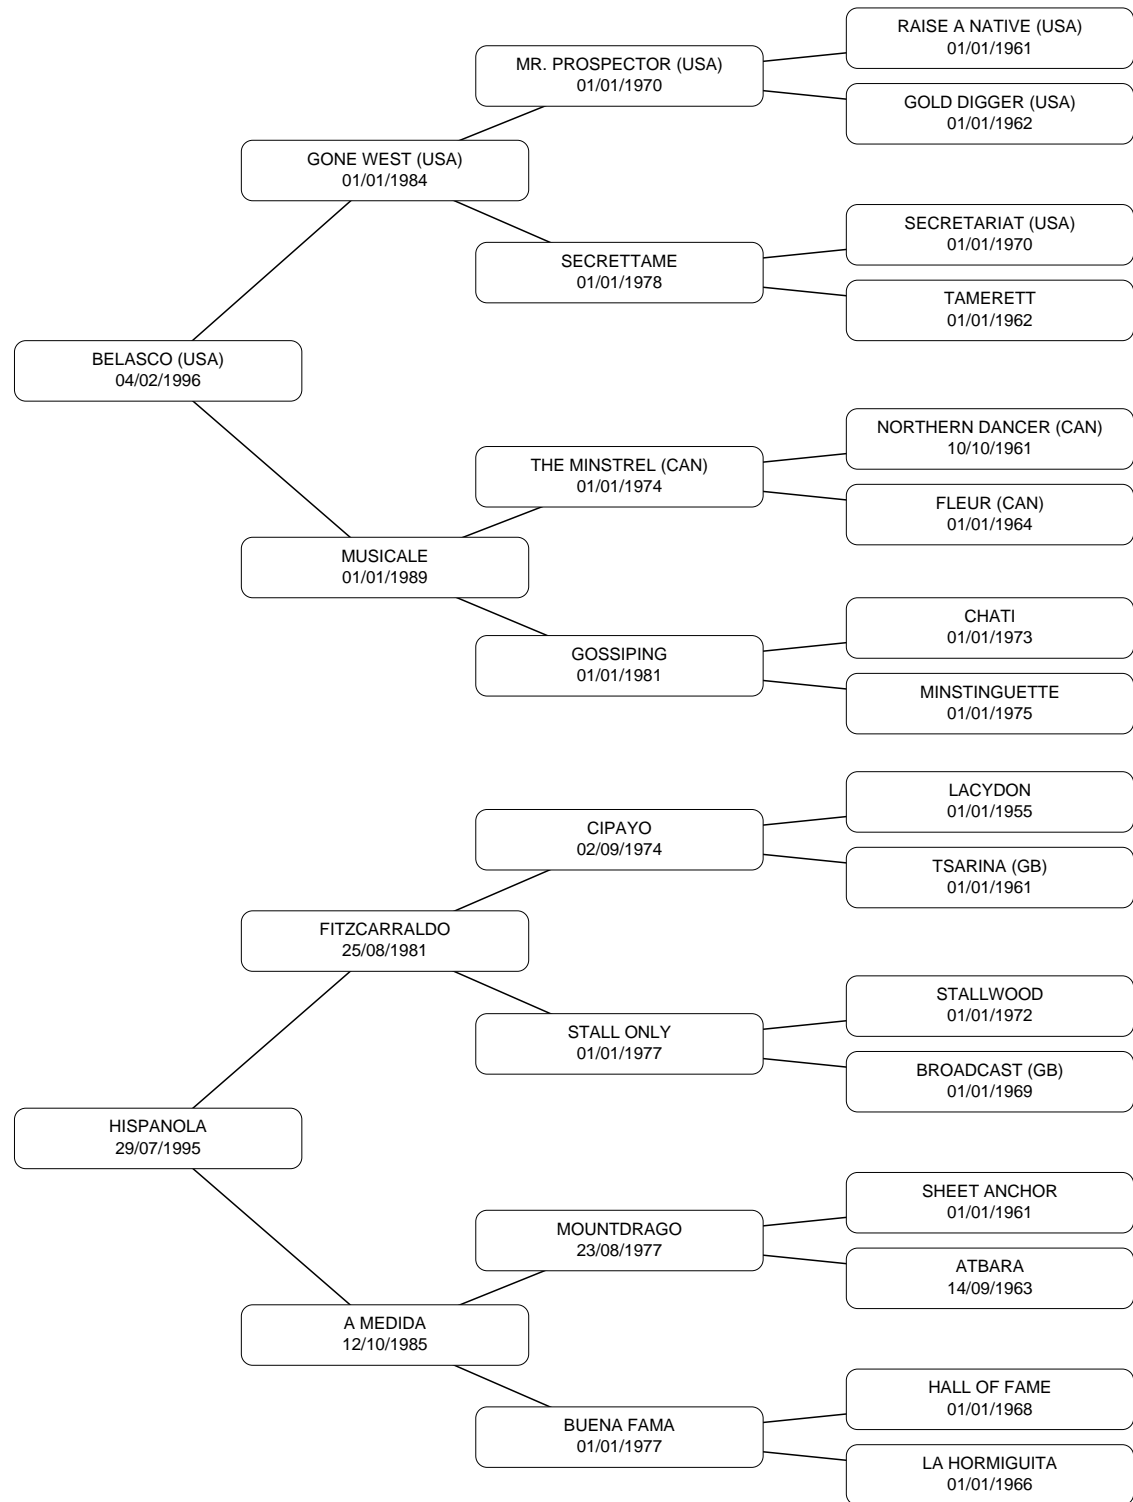 RAISE A NATIVE (USA)
01/01/1961
MR. PROSPECTOR (USA)
01/01/1970
GOLD DIGGER (USA)
01/01/1962
GONE WEST (USA)
01/01/1984
SECRETARIAT (USA)
01/01/1970
SECRETTAME
01/01/1978
TAMERETT
01/01/1962
BELASCO (USA)
04/02/1996
NORTHERN DANCER (CAN)
10/10/1961
THE MINSTREL (CAN)
01/01/1974
FLEUR (CAN)
01/01/1964
MUSICALE
01/01/1989
CHATI
01/01/1973
GOSSIPING
01/01/1981
MINSTINGUETTE
01/01/1975
LACYDON
01/01/1955
CIPAYO
02/09/1974
TSARINA (GB)
01/01/1961
FITZCARRALDO
25/08/1981
STALLWOOD
01/01/1972
STALL ONLY
01/01/1977
BROADCAST (GB)
01/01/1969
HISPANOLA
29/07/1995
SHEET ANCHOR
01/01/1961
MOUNTDRAGO
23/08/1977
ATBARA
14/09/1963
A MEDIDA
12/10/1985
HALL OF FAME
01/01/1968
BUENA FAMA
01/01/1977
LA HORMIGUITA
01/01/1966